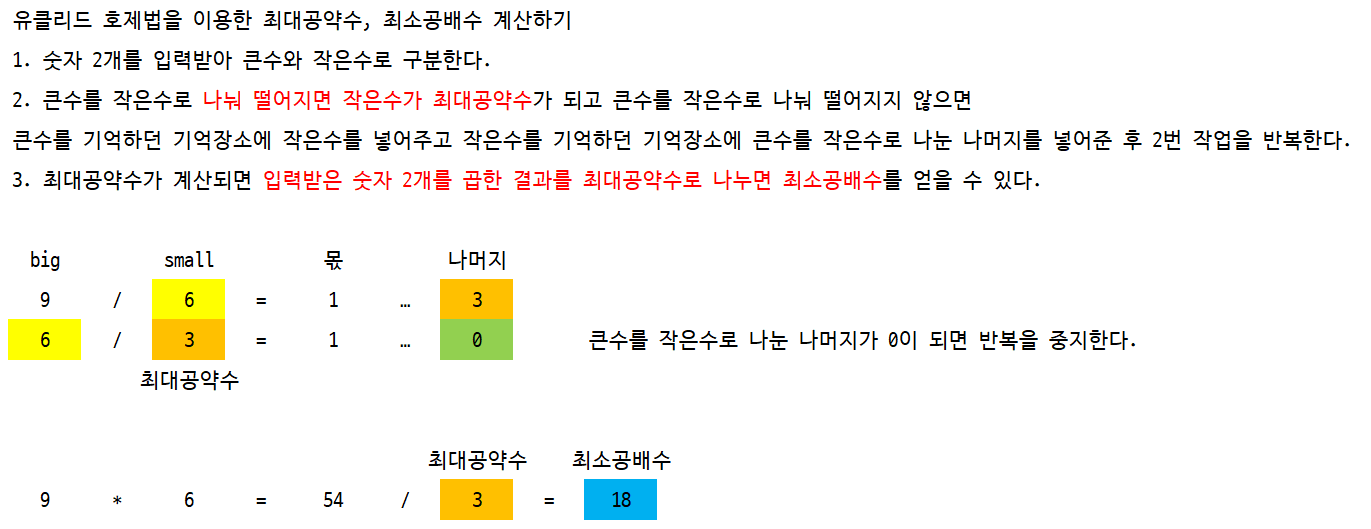 유클리드 호제법을 이용한 최대공약수, 최소공배수 계산하기
1. 숫자 2개를 입력받아 큰수와 작은수로 구분한다.
2. 큰수를 작은수로 나눠 떨어지면 작은수가 최대공약수가 되고 큰수를 작은수로 나눠 떨어지지 않으면
큰수를 기억하던 기억장소에 작은수를 넣어주고 작은수를 기억하던 기억장소에 큰수를 작은수로 나눈 나머지를 넣어준 후 2번 작업을 반복한다.
3. 최대공약수가 계산되면 입력받은 숫자 2개를 곱한 결과를 최대공약수로 나누면 최소공배수를 얻을 수 있다.
big small 몫 나머지
9 / 6 = 1 … 3
6 / 3 = 1 … 0 큰수를 작은수로 나눈 나머지가 0이 되면 반복을 중지한다.
최대공약수
최대공약수 최소공배수
9 * 6 = 54 / 3 = 18